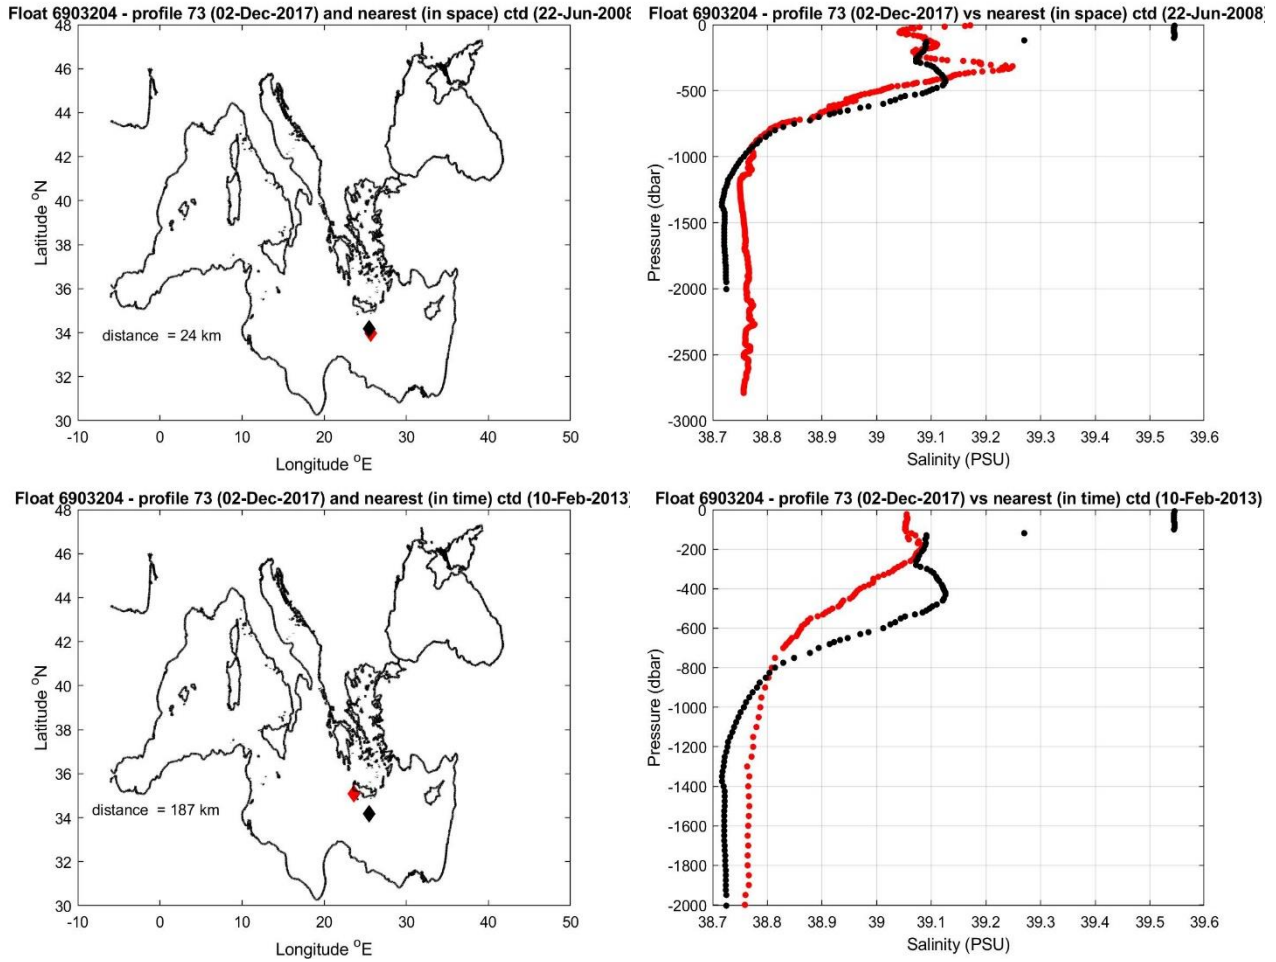 Float 6903204 - profile 73 (02-Dec-2017) and nearest (in space) ctd (22-Jun-2008
48
46
44
42
40
38
36
34
32
30
Latitude °N
distance = 24 km
-10 0 10 20 30 40 50
Longitude °E
Float 6903204 - profile 73 (02-Dec-2017) vs nearest (in space) ctd (22-Jun-2008)
0
-500
-1000
-1500
-2000
-2500
-3000
Pressure (dbar)
38.7 38.8 38.9 39 39.1 39.2 39.3 39.4 39.5 39.6
Salinity (PSU)
Float 6903204 - profile 73 (02-Dec-2017) and nearest (in time) ctd (10-Feb-2013)
48
46
44
42
40
38
36
34
32
30
Latitude °N
distance = 187 km
-10 0 10 20 30 40 50
Longitude °E
Float 6903204 - profile 73 (02-Dec-2017) vs nearest (in time) ctd (10-Feb-2013)
0
-200
-400
-600
-800
-1000
-1200
-1400
-1600
-1800
-2000
Pressure (dbar)
38.7 38.8 38.9 39 39.1 39.2 39.3 39.4 39.5 39.6
Salinity (PSU)